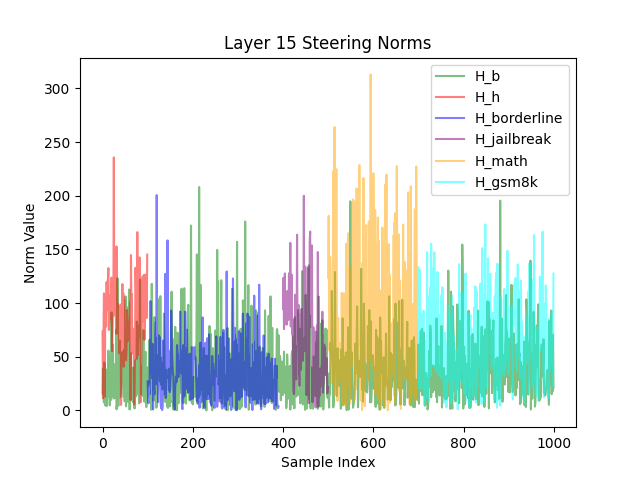 Layer 15 Steering Norms
H_b
H_h
H_borderline
H_jailbreak
H_math
H_gsm8k
Norm Value
300
250
200
150
100
50
0
0 200 400 600 800 1000
Sample Index